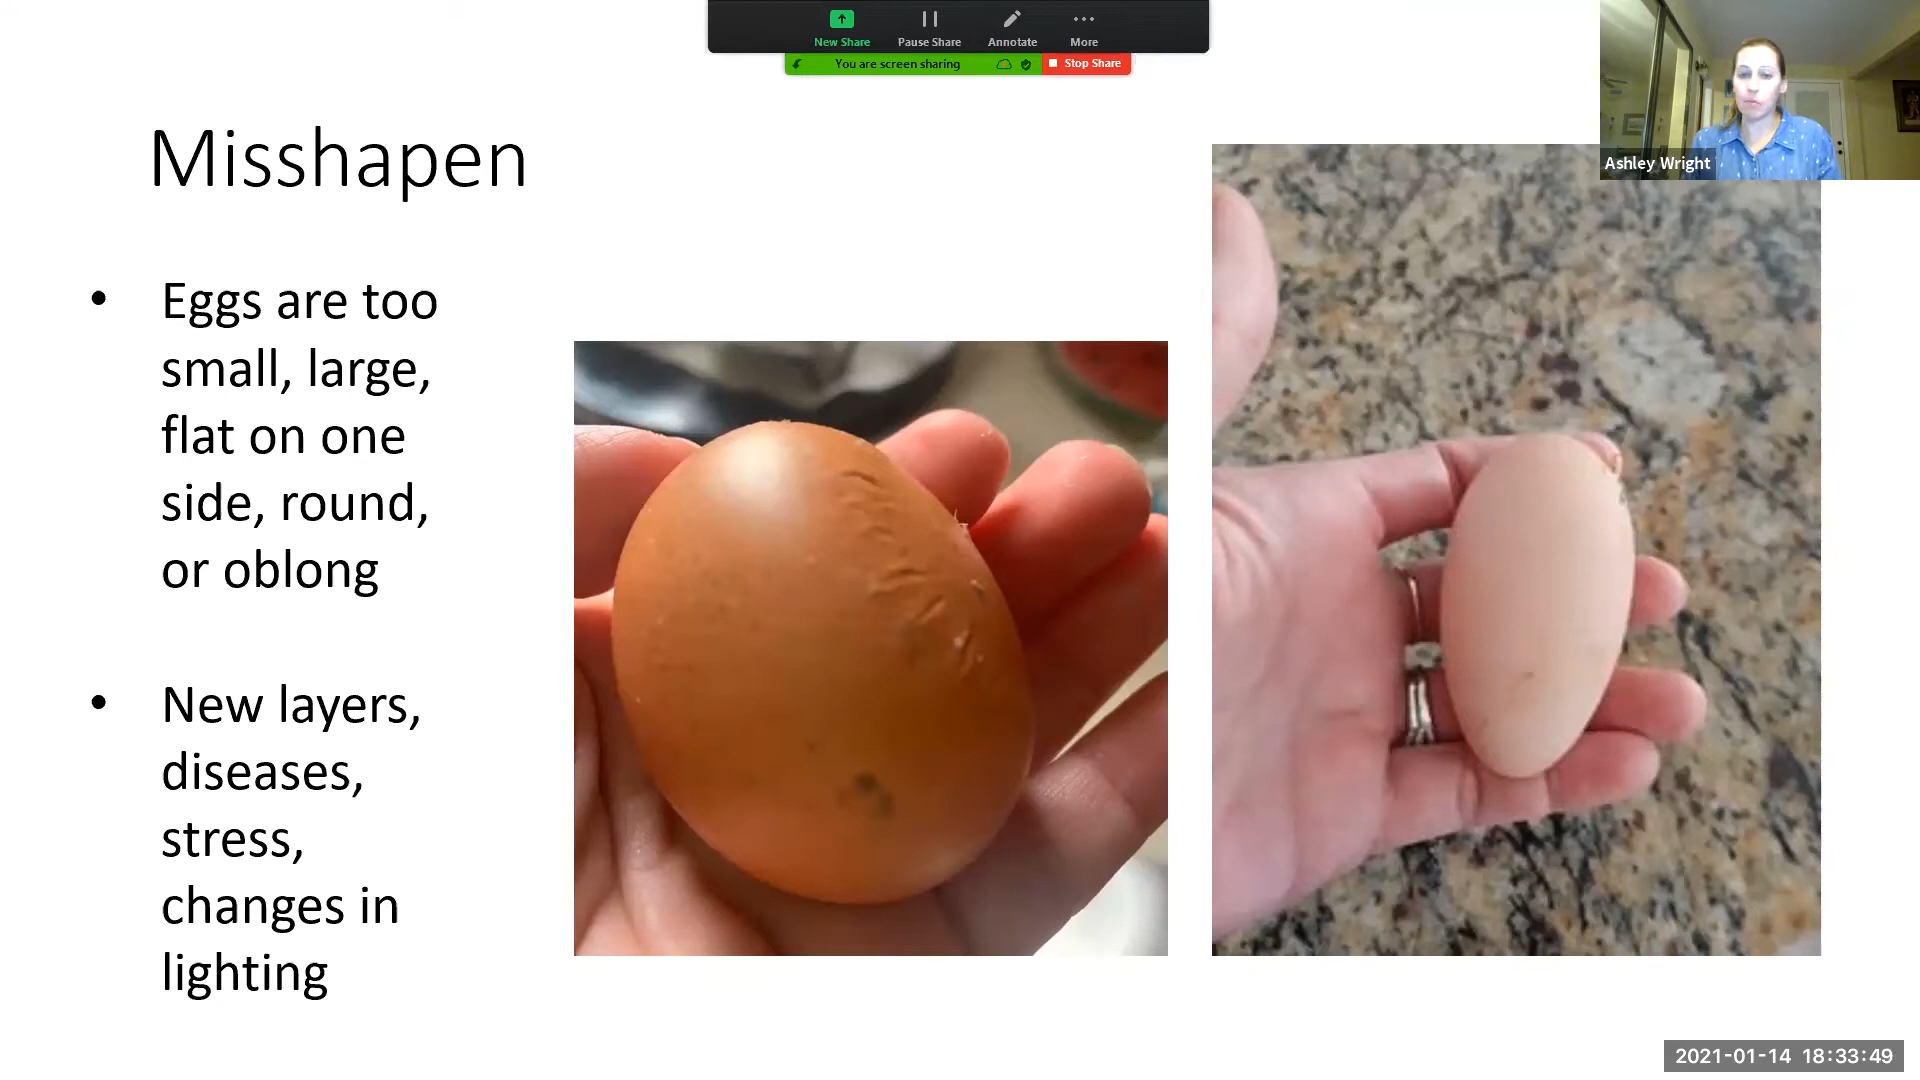 New Share
Pause Share
Annotate
More
You are screen sharing
Stop Share
Ashley Wright
Misshapen
• Eggs are too
small, large,
flat on one
side, round,
or oblong
• New layers,
diseases,
stress,
changes in
lighting
2021-01-14 18:33:49